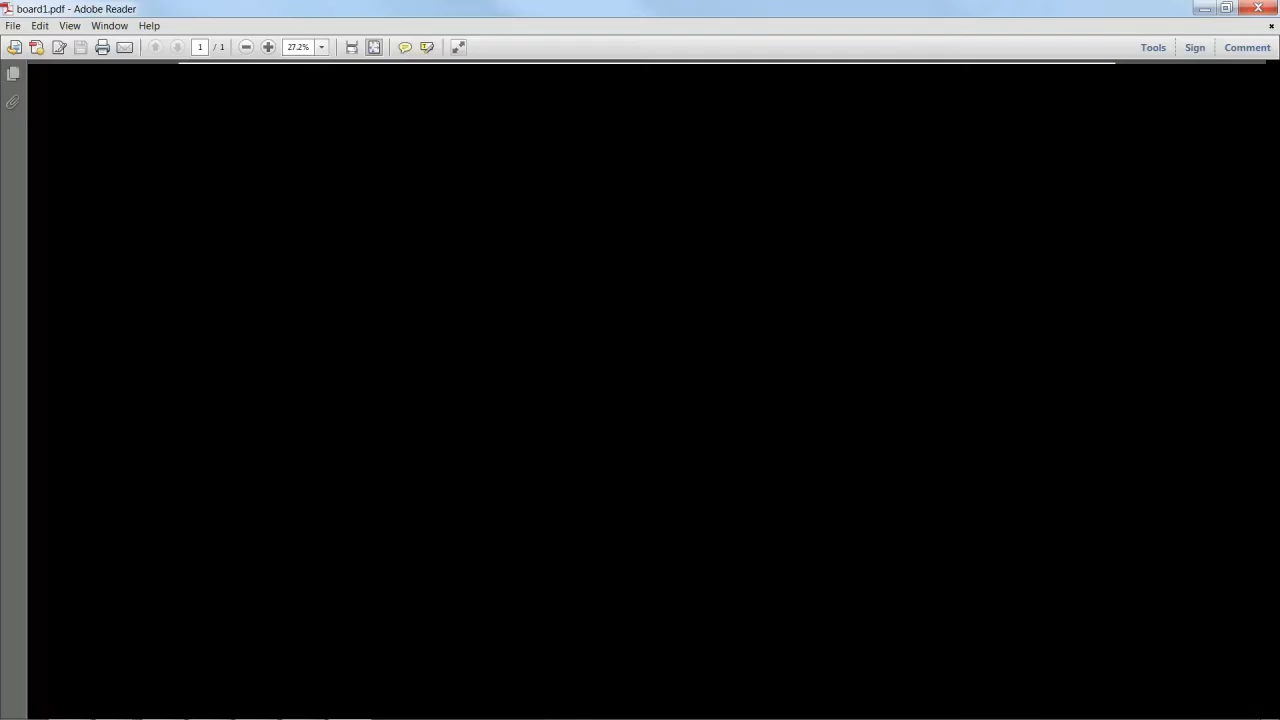 board1.pdf - Adobe Reader
File Edit View Window Help
1 / 1 27.2% Tools Sign Comment